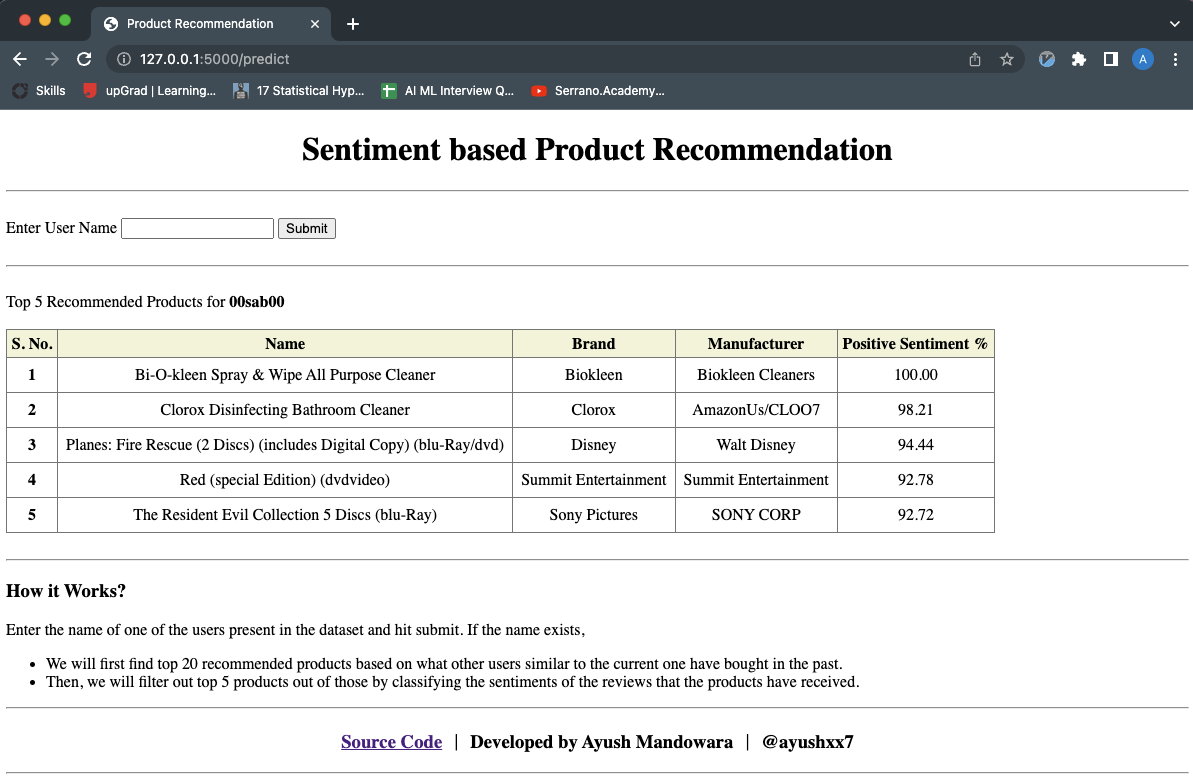 Product Recommendation
127.0.0.1:5000/predict
A
Skills
upGrad | Learning...
17 Statistical Hyp...
AI ML Interview Q...
Serrano.Academy...
Sentiment based Product Recommendation
Enter User Name Submit
Top 5 Recommended Products for 00sab00
S. No. Name Brand Manufacturer Positive Sentiment %
1 Bi-O-kleen Spray & Wipe All Purpose Cleaner Biokleen Biokleen Cleaners 100.00
2 Clorox Disinfecting Bathroom Cleaner Clorox AmazonUs/CLOO7 98.21
3 Planes: Fire Rescue (2 Discs) (includes Digital Copy) (blu-Ray/dvd) Disney Walt Disney 94.44
4 Red (special Edition) (dvdvideo) Summit Entertainment Summit Entertainment 92.78
5 The Resident Evil Collection 5 Discs (blu-Ray) Sony Pictures SONY CORP 92.72
How it Works?
Enter the name of one of the users present in the dataset and hit submit. If the name exists,
• We will first find top 20 recommended products based on what other users similar to the current one have bought in the past.
• Then, we will filter out top 5 products out of those by classifying the sentiments of the reviews that the products have received.
Source Code | Developed by Ayush Mandowara | @ayushxx7